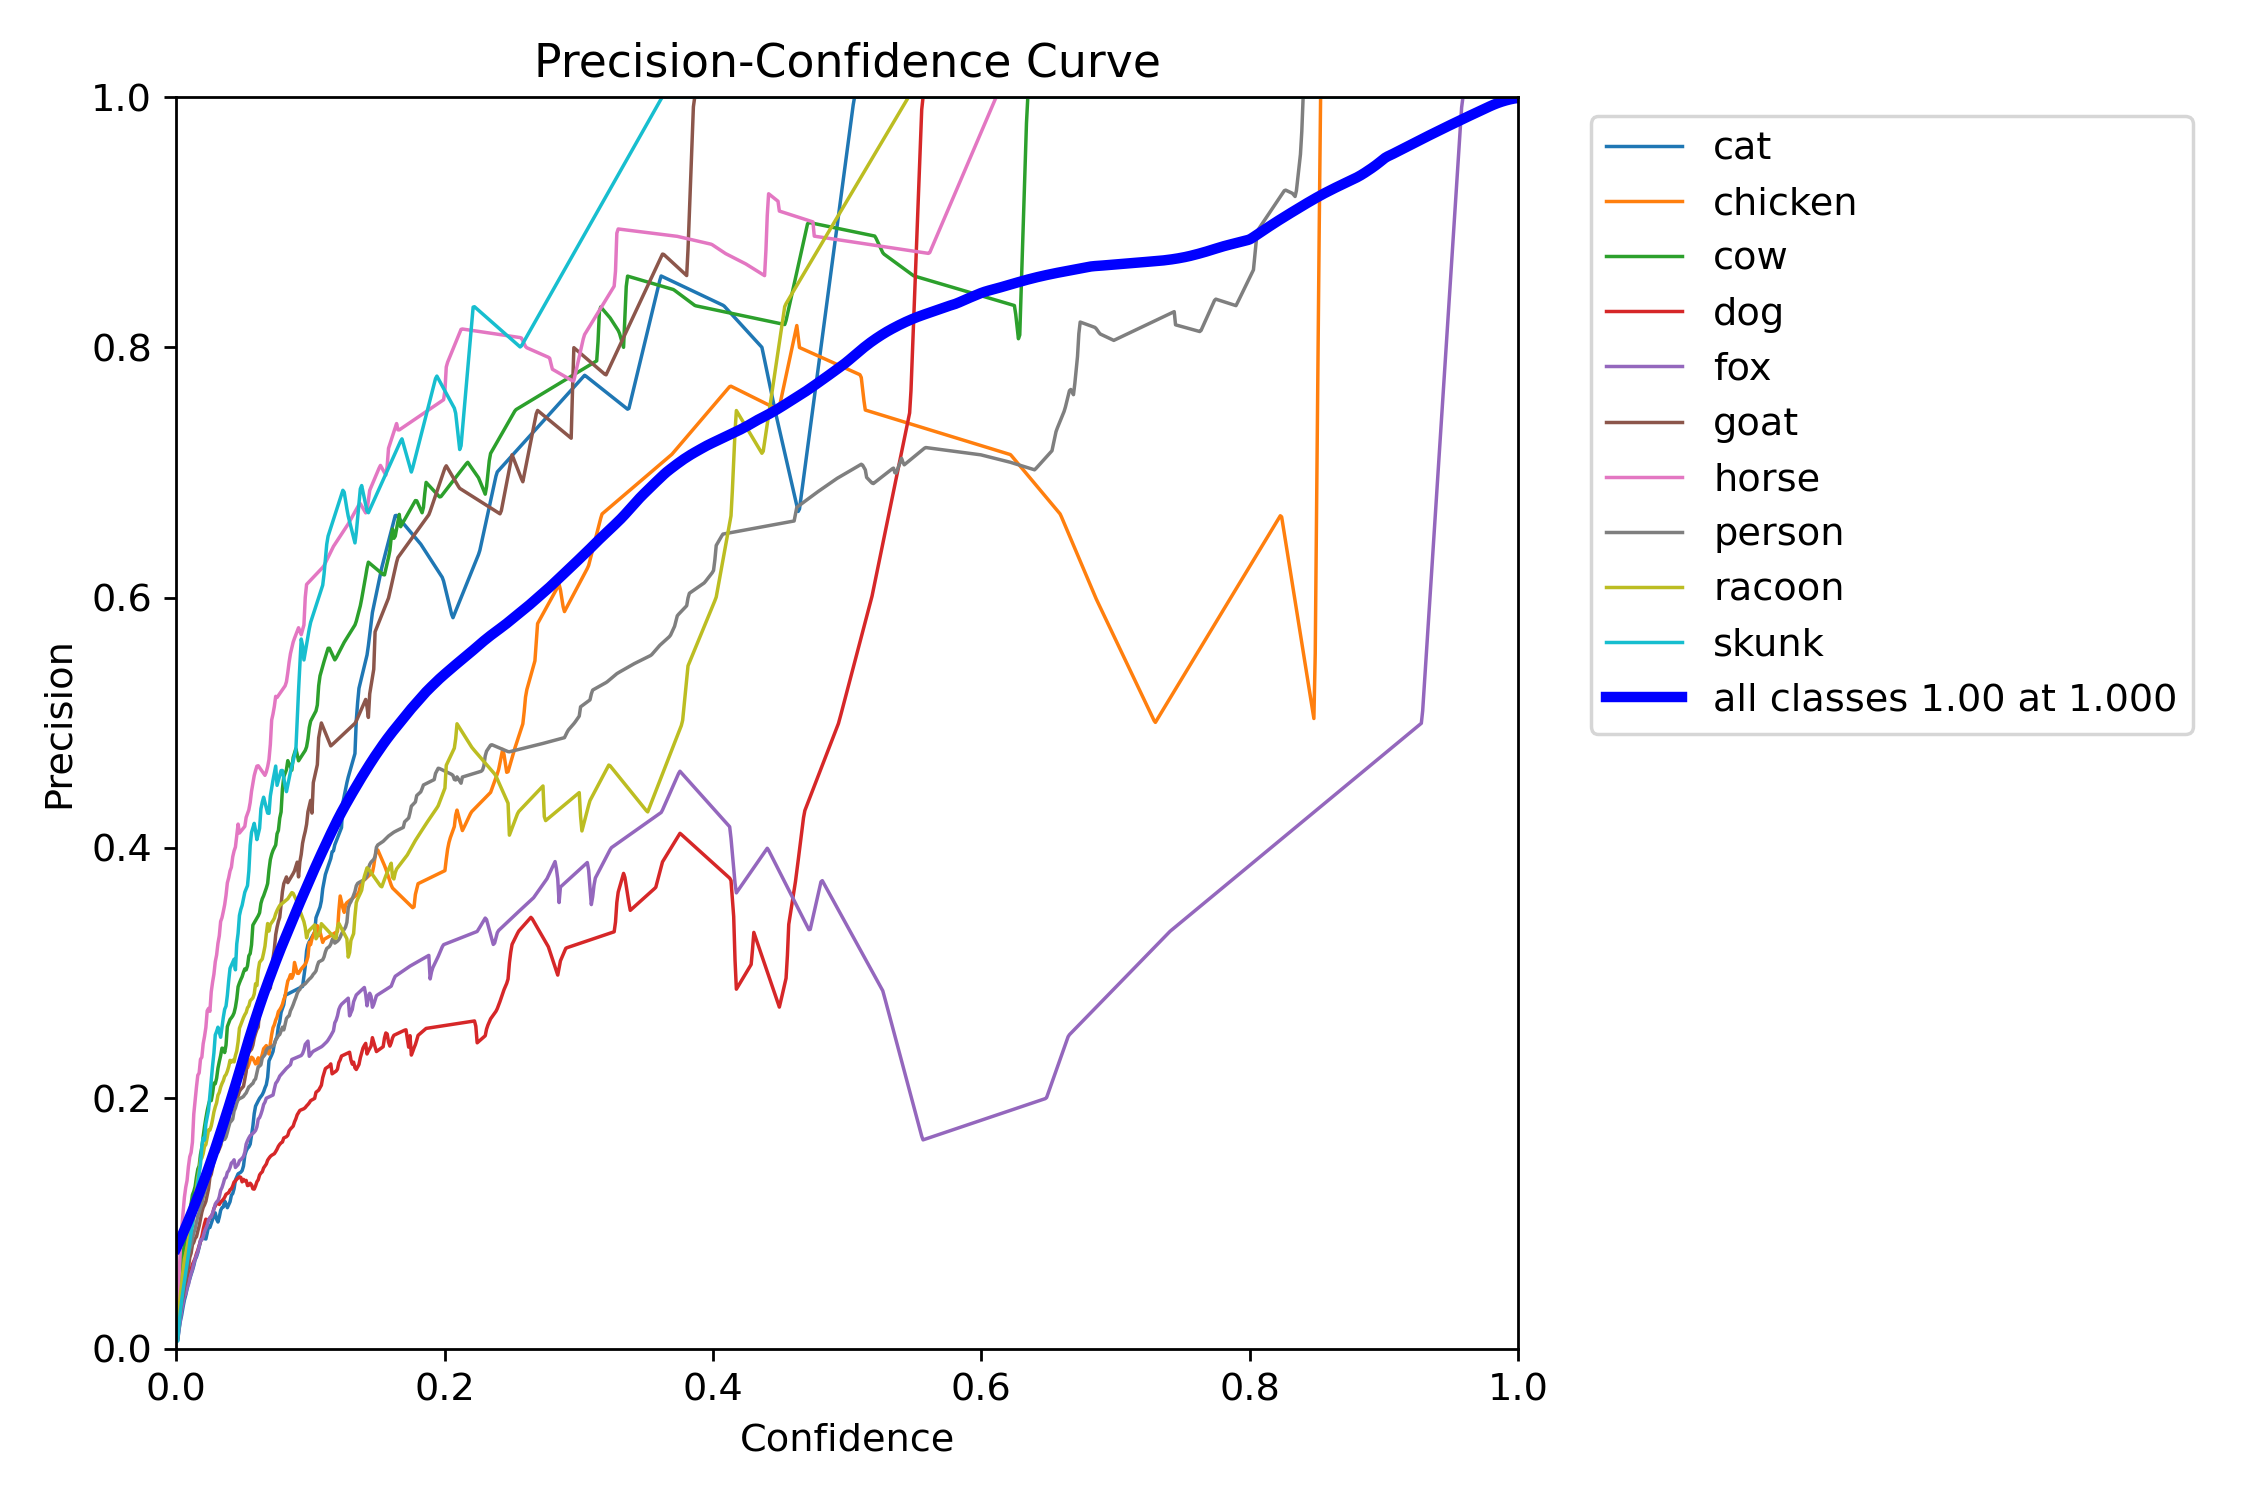 Precision-Confidence Curve
1.0
0.8
0.6
0.4
0.2
0.0
Precision
0.0 0.2 0.4 0.6 0.8 1.0
Confidence
cat
chicken
cow
dog
fox
goat
horse
person
racoon
skunk
all classes 1.00 at 1.000